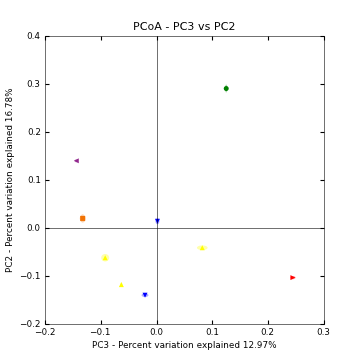 PCoA - PC3 vs PC2
PC2 - Percent variation explained 16.78%
0.4
0.3
0.2
0.1
0.0
−0.1
−0.2
−0.2 −0.1 0.0 0.1 0.2 0.3
PC3 - Percent variation explained 12.97%